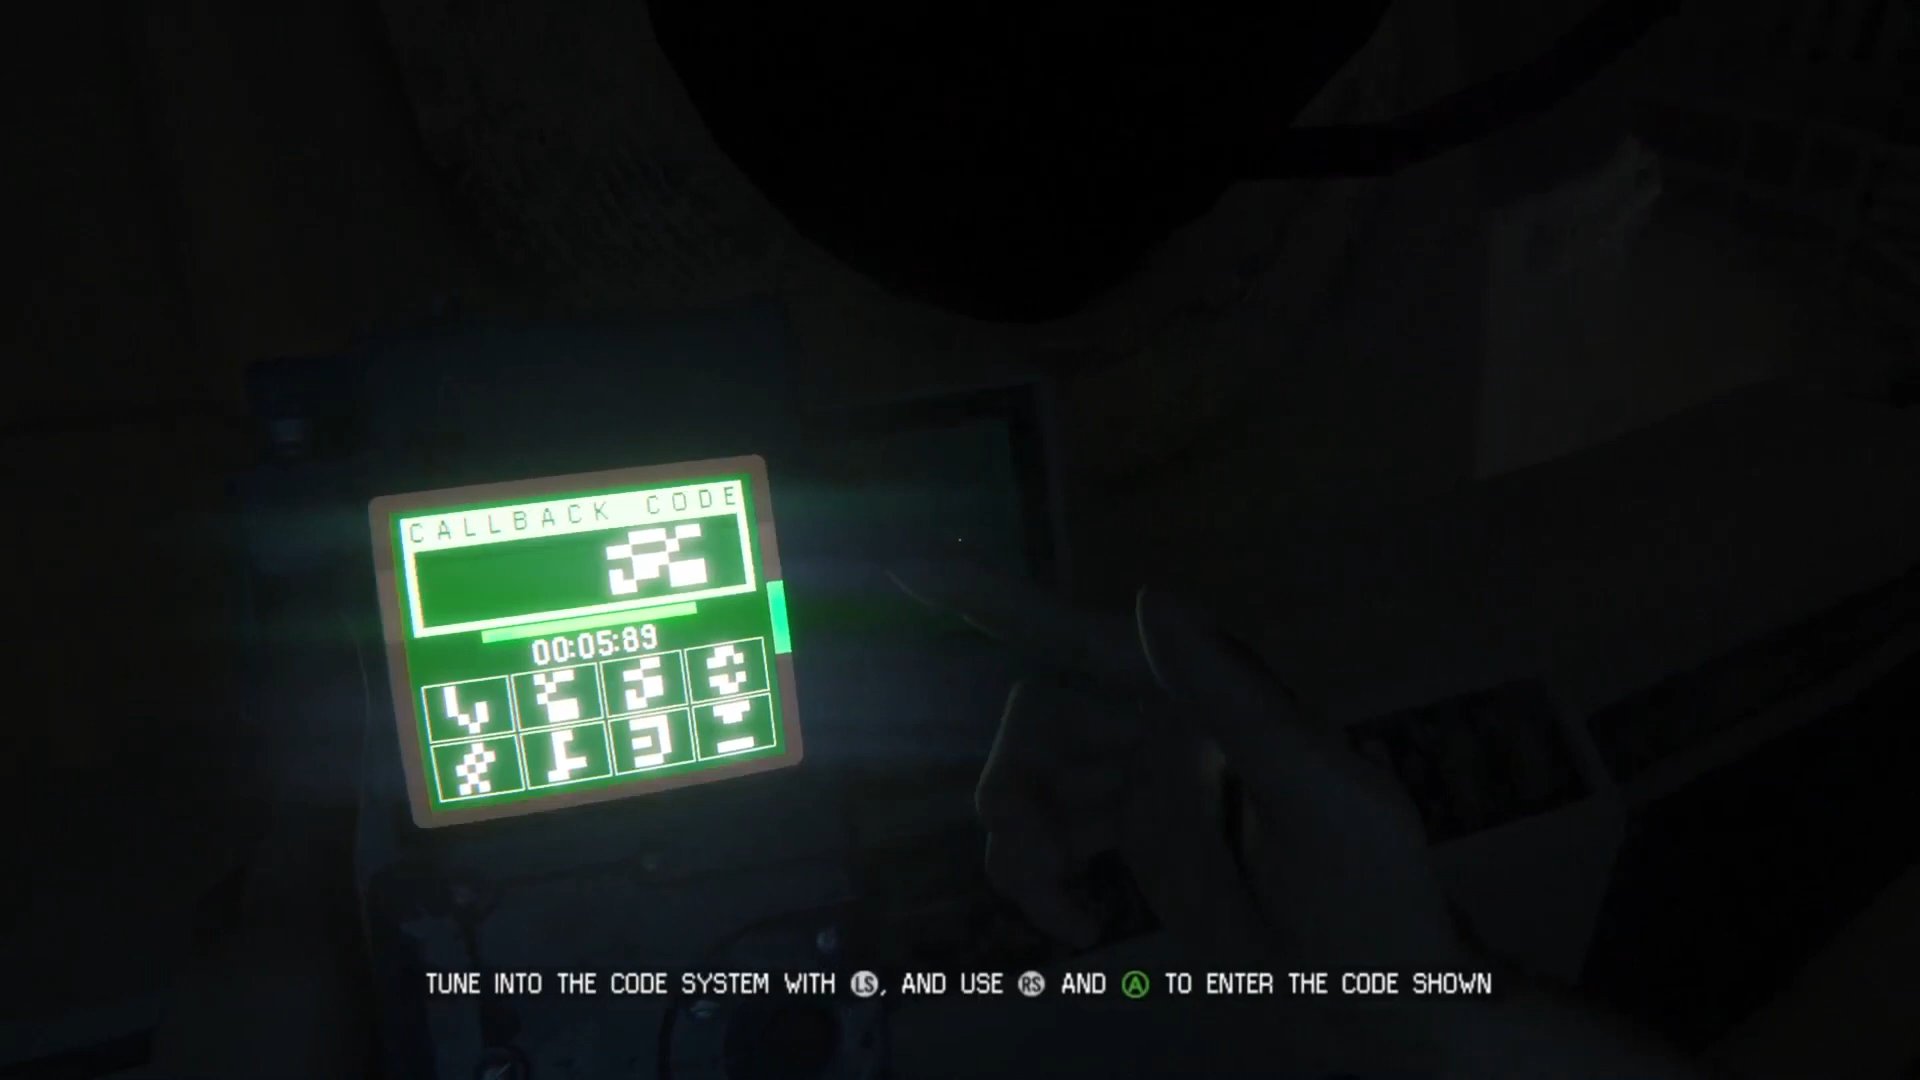 CALLBACK CODE
00:05:89
TUNE INTO THE CODE SYSTEM WITH LS, AND USE RS AND A TO ENTER THE CODE SHOWN